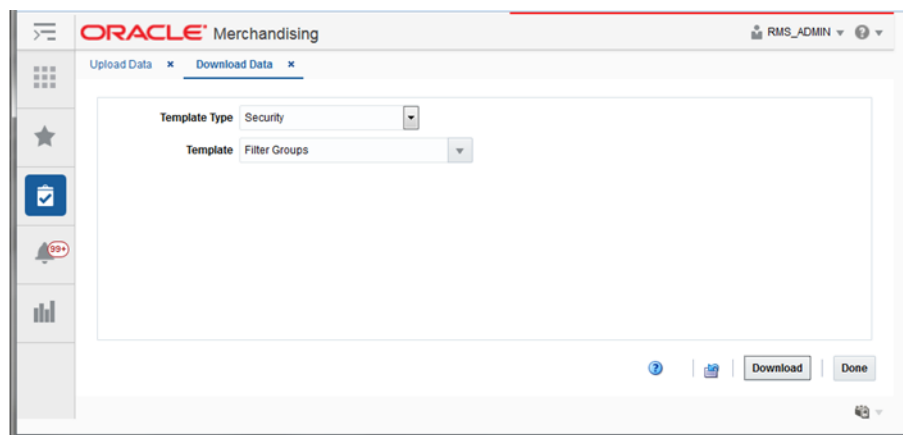 ORACLE® Merchandising
RMS_ADMIN
Upload Data × Download Data ×
Template Type Security
Template Filter Groups
99+
Download Done